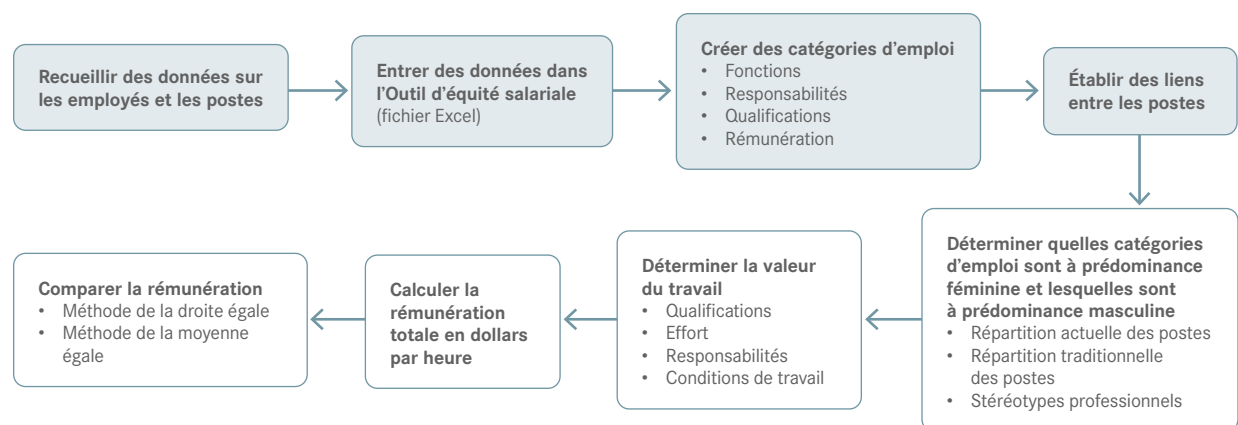 Recueillir des données sur
les employés et les postes
Entrer des données dans
l'Outil d'équité salariale
(fichier Excel)
Créer des catégories d'emploi
• Fonctions
• Responsabilités
• Qualifications
• Rémunération
Établir des liens
entre les postes
Déterminer quelles catégories
d'emploi sont à prédominance
féminine et lesquelles sont
à prédominance masculine
• Répartition actuelle des postes
• Répartition traditionnelle
des postes
• Stéréotypes professionnels
Déterminer la valeur
du travail
• Qualifications
• Effort
• Responsabilités
• Conditions de travail
Calculer la
rémunération
totale en dollars
par heure
Comparer la rémunération
• Méthode de la droite égale
• Méthode de la moyenne
égale